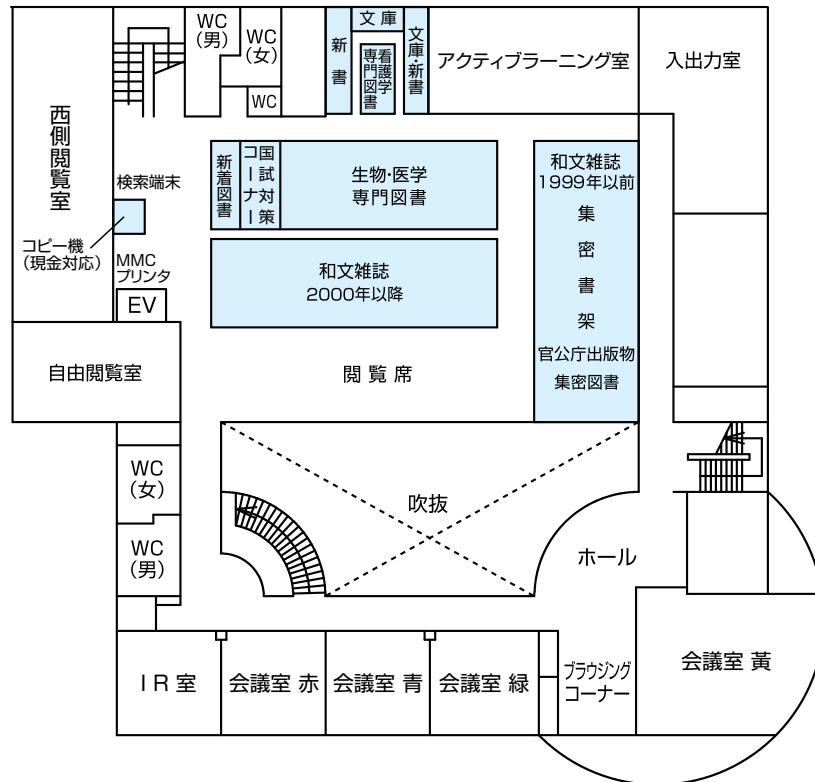 WC
（男）
WC
（女）
WC
新書
文庫
文庫・新書
看護学
専門図書
アクティブラーニング室
入出力室
西側閲覧室
検索端末
コピー機
（現金対応）
MMC
プリンタ
EV
新着図書
国試対策
コーナー
生物・医学
専門図書
和文雑誌
1999年以前
集密書架
官公庁出版物
集密図書
和文雑誌
2000年以降
自由閲覧室
閲覧席
WC
（女）
WC
（男）
吹抜
ホール
IR室
会議室 赤
会議室 青
会議室 緑
ブラウジング
コーナー
会議室 黃